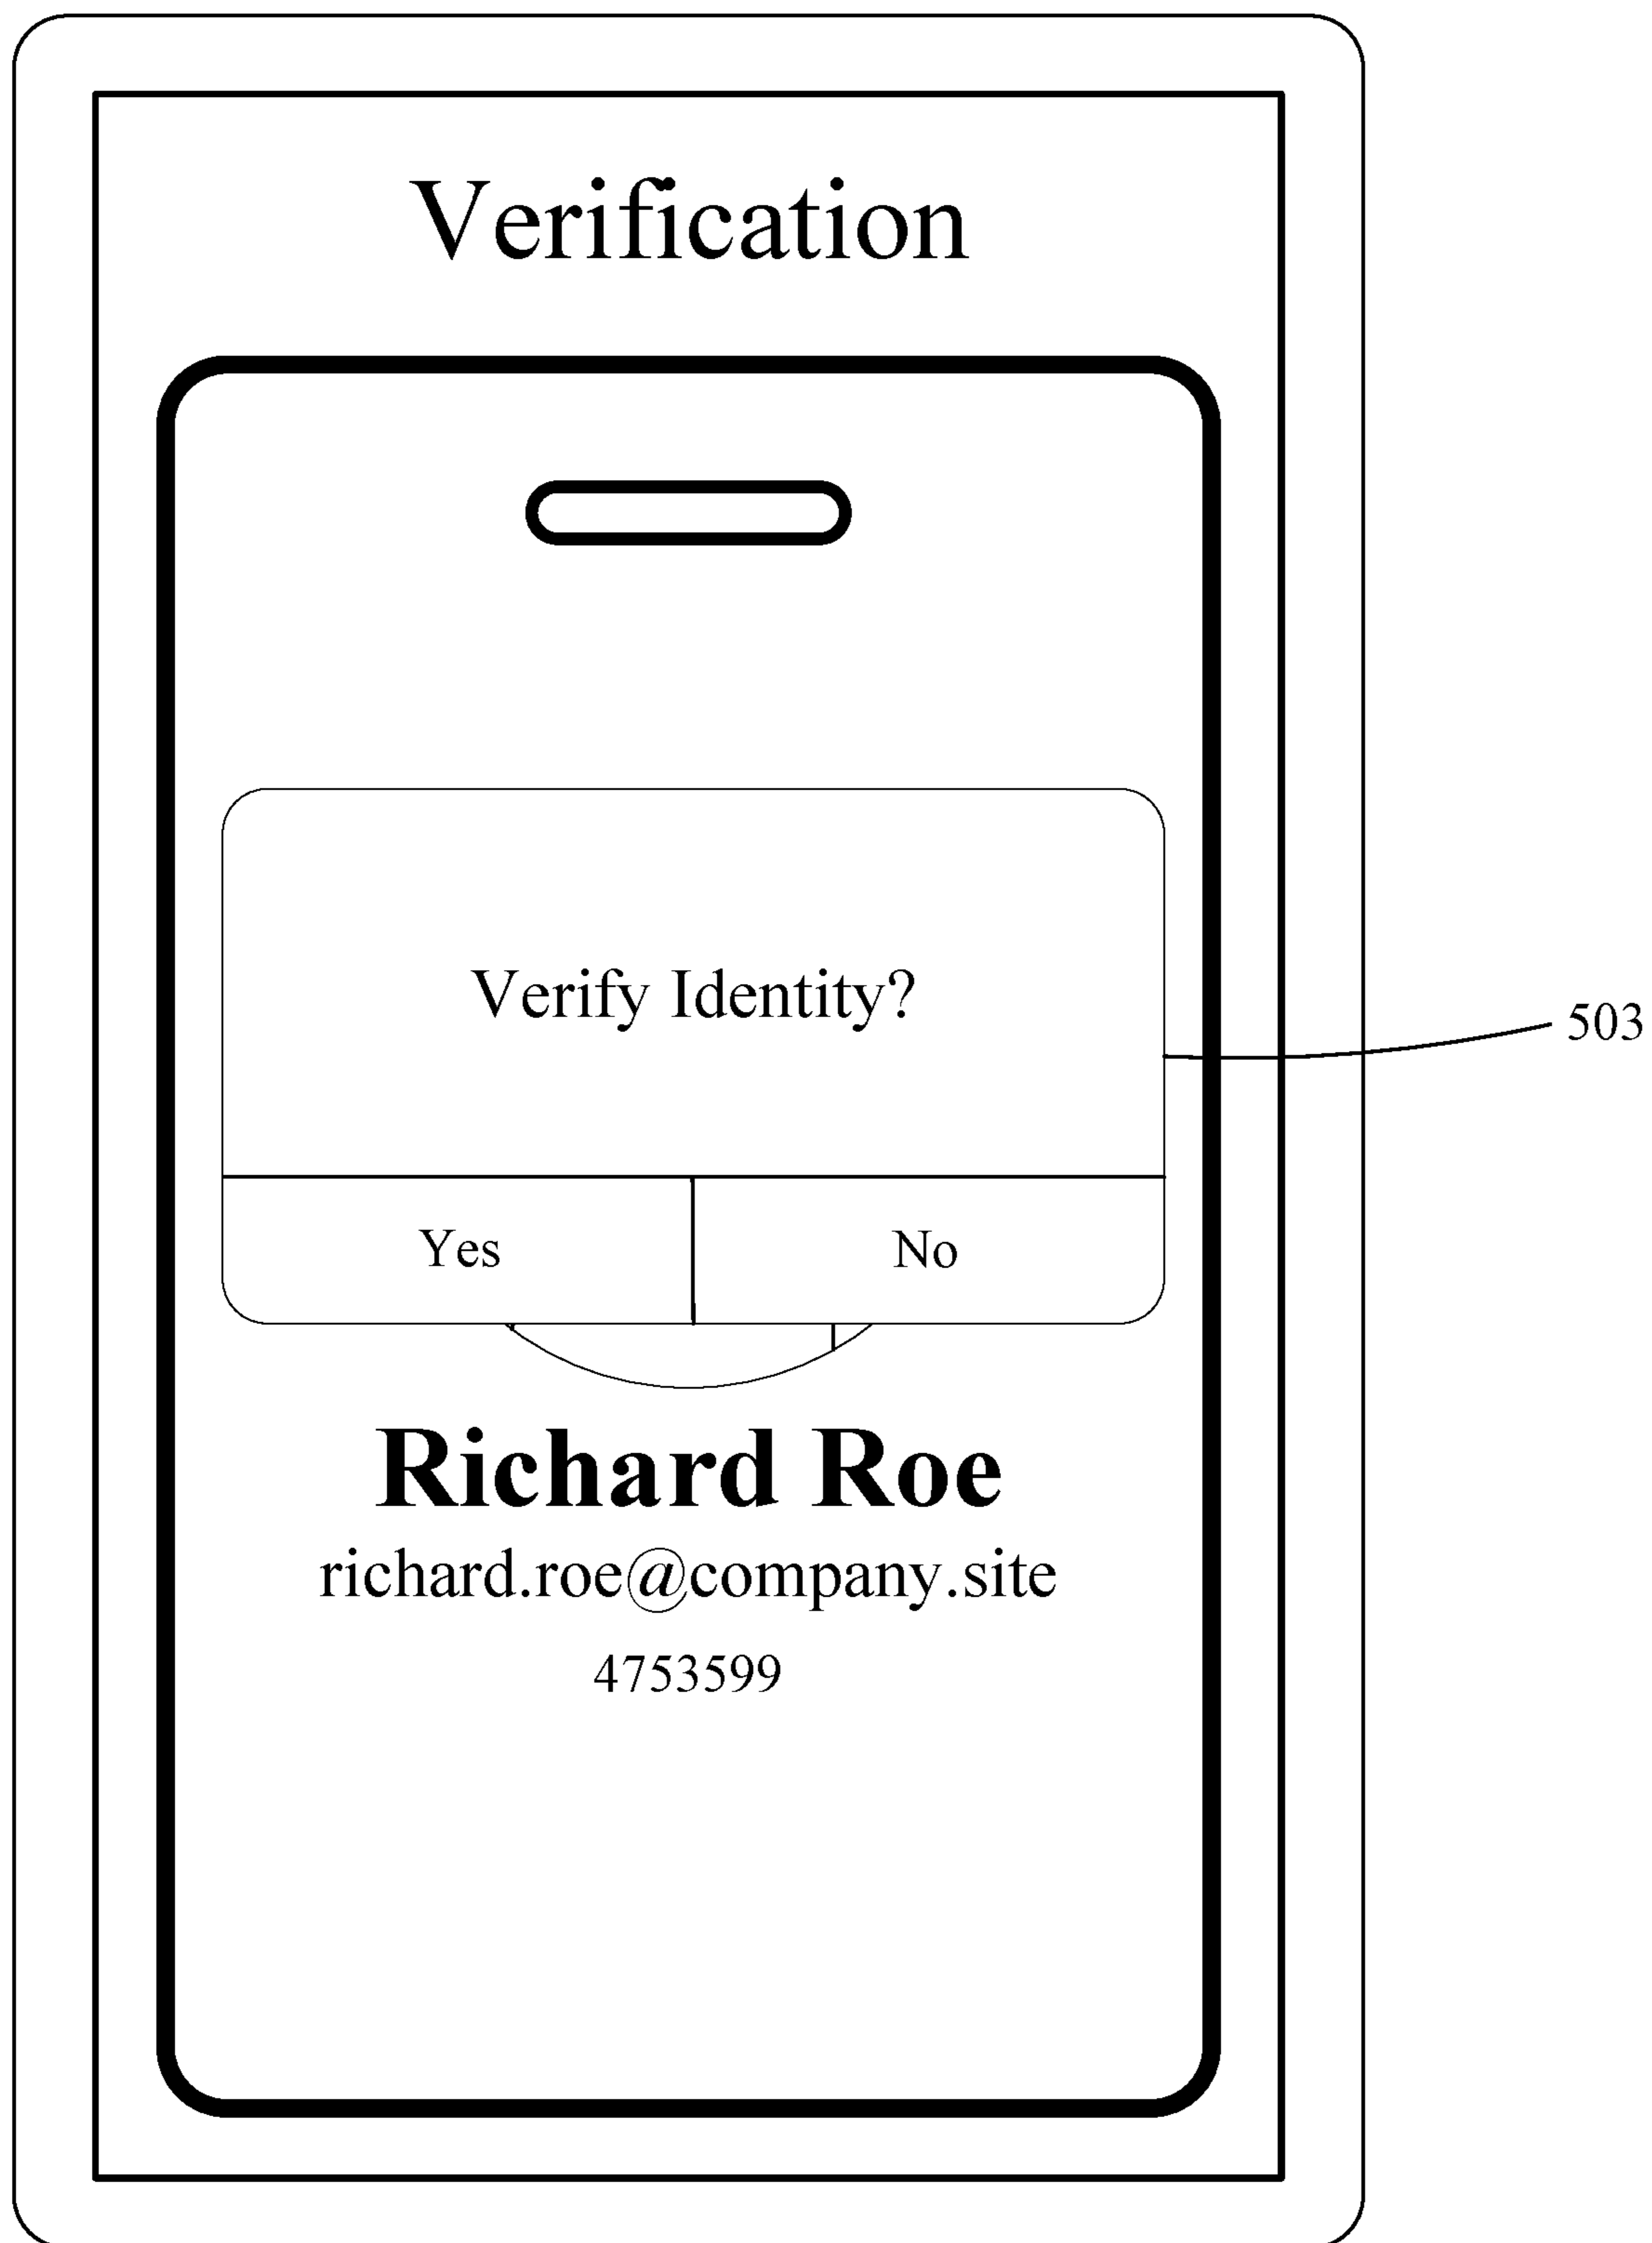 Verification
Verify Identity?
503
Yes No
Richard Roe
richard.roe@company.site
4753599